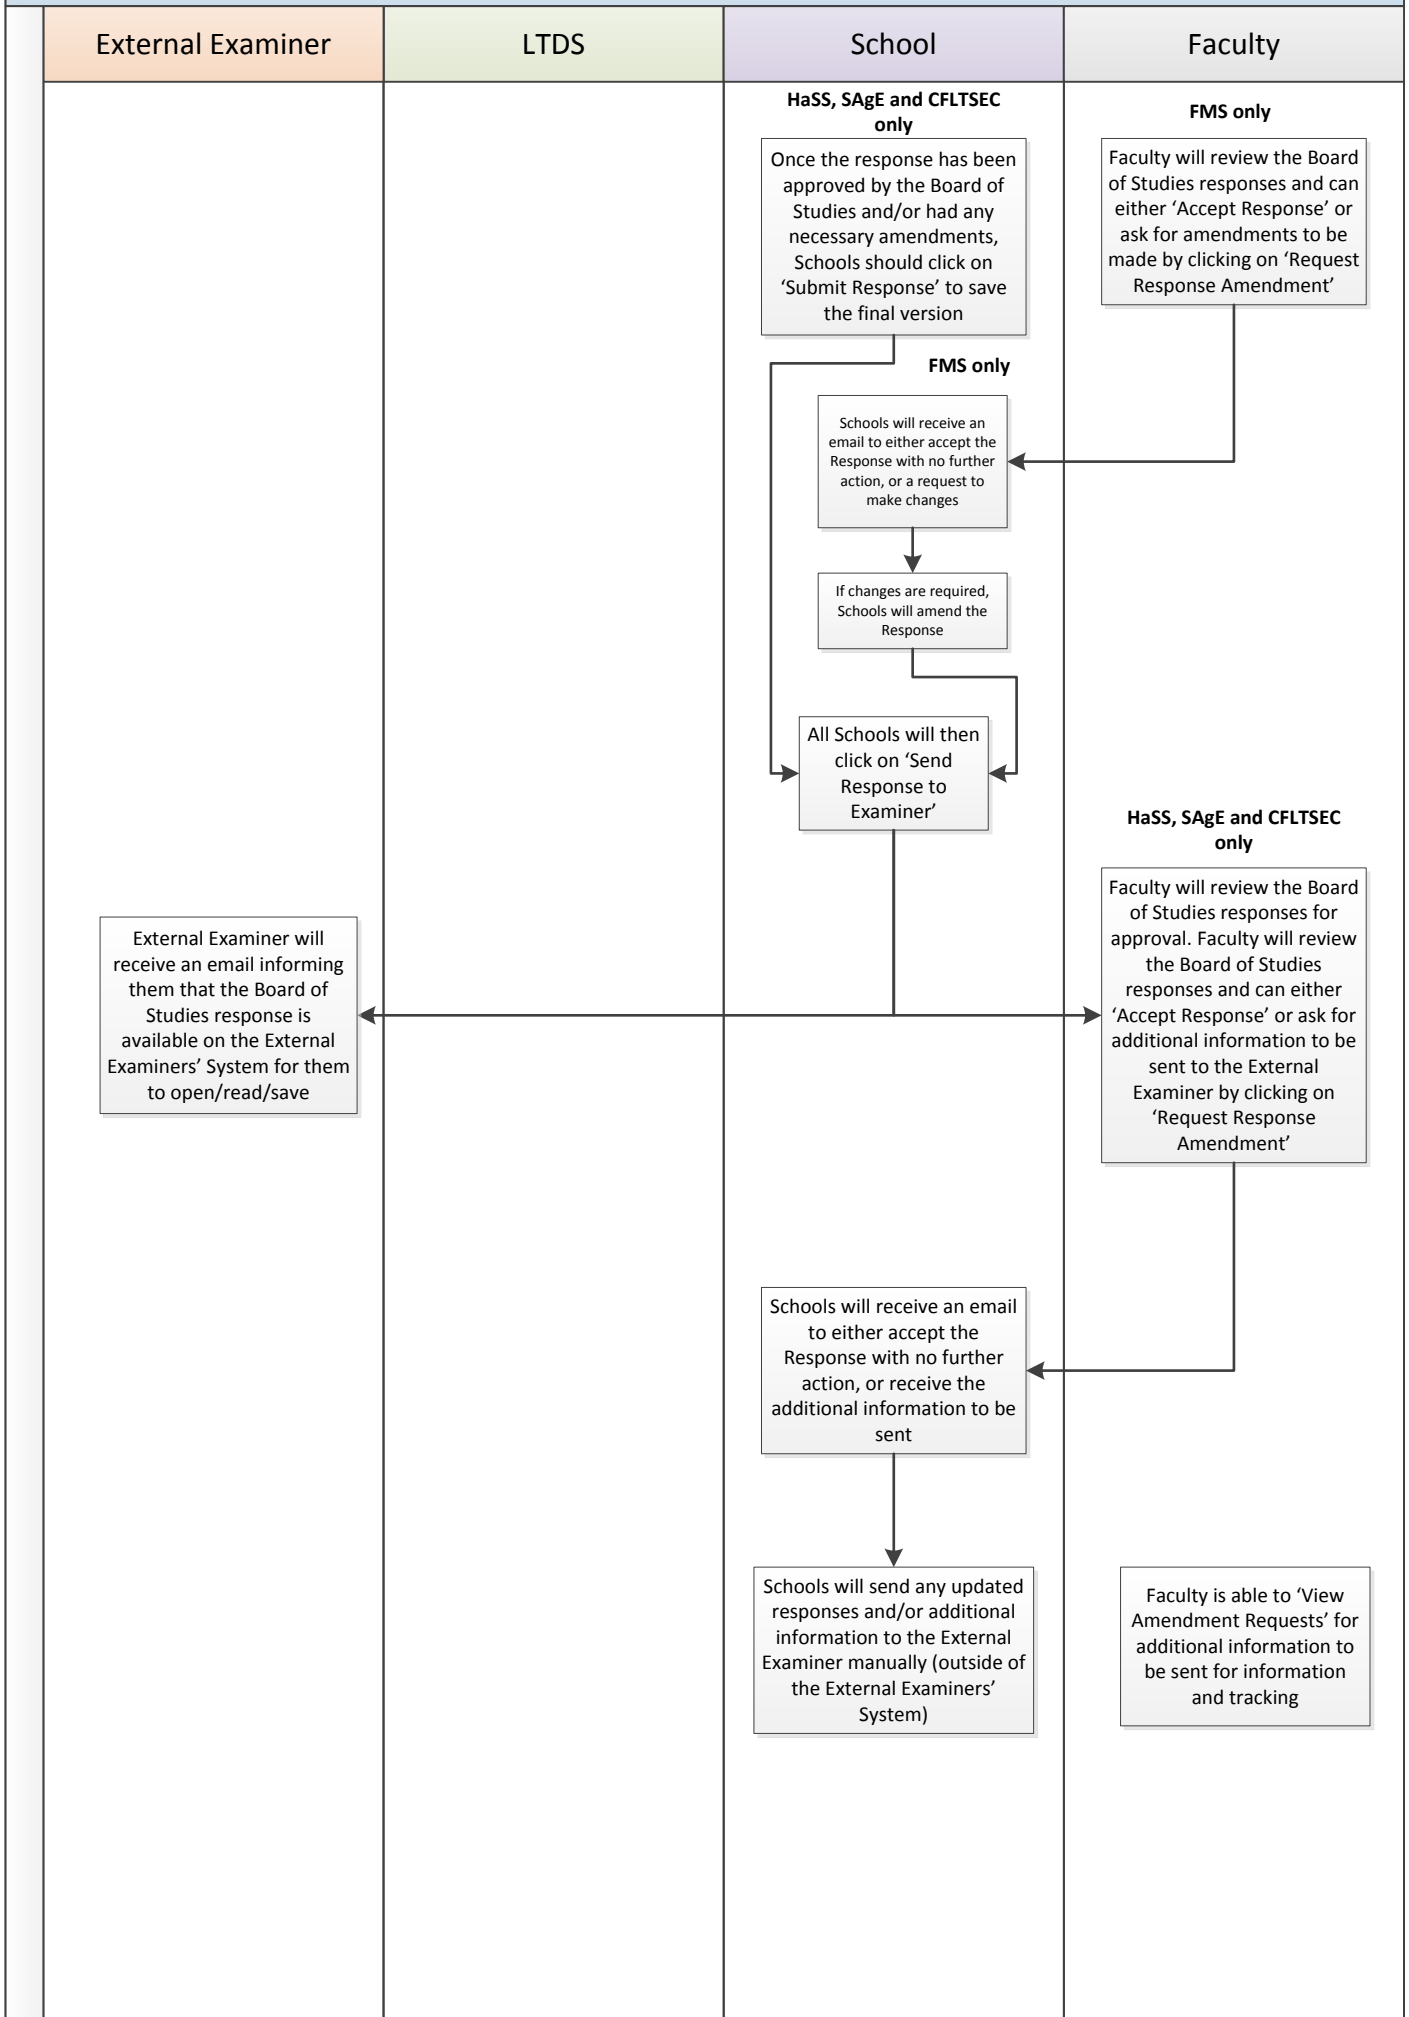 External Examiner
LTDS
School
Faculty
HaSS, SAgE and CFLTSEC
only
Once the response has been
approved by the Board of
Studies and/or had any
necessary amendments,
Schools should click on
‘Submit Response’ to save
the final version
FMS only
Faculty will review the Board
of Studies responses and can
either ‘Accept Response’ or
ask for amendments to be
made by clicking on ‘Request
Response Amendment’
FMS only
Schools will receive an
email to either accept the
Response with no further
action, or a request to
make changes
If changes are required,
Schools will amend the
Response
All Schools will then
click on ‘Send
Response to
Examiner’
HaSS, SAgE and CFLTSEC
only
Faculty will review the Board
of Studies responses for
approval. Faculty will review
the Board of Studies
responses and can either
‘Accept Response’ or ask for
additional information to be
sent to the External
Examiner by clicking on
‘Request Response
Amendment’
External Examiner will
receive an email informing
them that the Board of
Studies response is
available on the External
Examiners’ System for them
to open/read/save
Schools will receive an email
to either accept the
Response with no further
action, or receive the
additional information to be
sent
Schools will send any updated
responses and/or additional
information to the External
Examiner manually (outside of
the External Examiners’
System)
Faculty is able to ‘View
Amendment Requests’ for
additional information to
be sent for information
and tracking